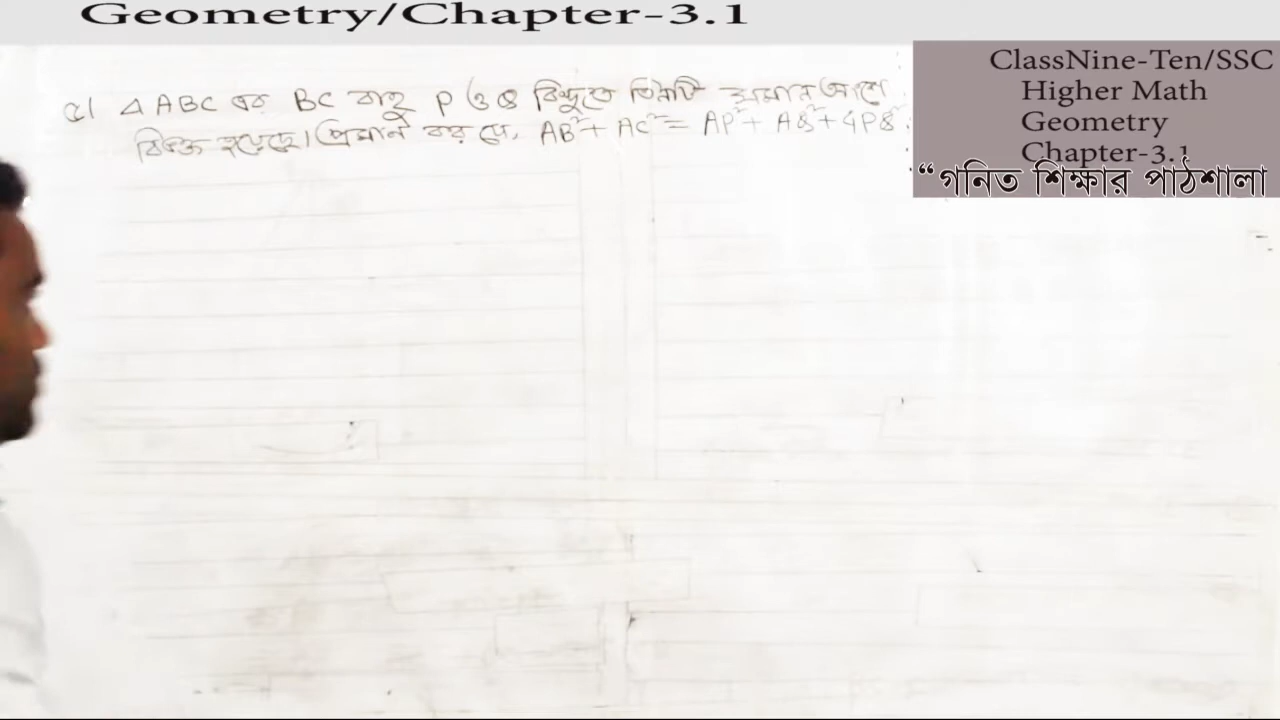 Geometry/Chapter-3.1
৫। Δ ABC এর BC বাহু P ও Q বিন্দুতে তিনটি সমান অংশে
বিভক্ত হয়েছে। প্রমাণ কর যে, AB²+ AC²= AP²+ AQ²+ 4PQ²
ClassNine-Ten/SSC
Higher Math
Geometry
Chapter-3.1
“গনিত শিক্ষার পাঠশালা